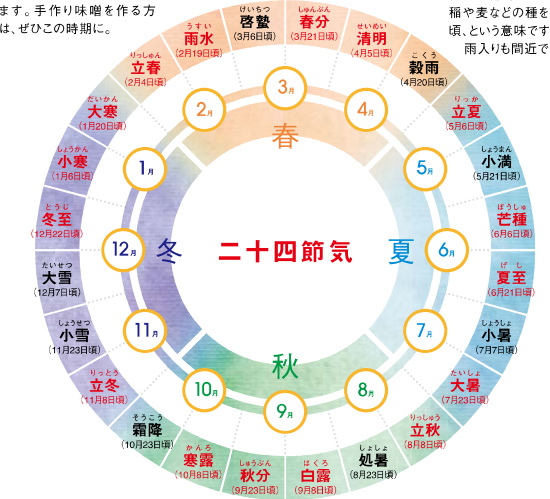 ます。手作り味噌を作る方
は、ぜひこの時期に。
稲や麦などの種を
頃、という意味です
雨入りも間近で
二十四節気
春
夏
秋
冬
1月
2月
3月
4月
5月
6月
7月
8月
9月
10月
11月
12月
りっしゅん
立春
(2月4日頃)
うすい
雨水
(2月19日頃)
けいちつ
啓蟄
(3月6日頃)
しゅんぶん
春分
(3月21日頃)
せいめい
清明
(4月5日頃)
こくう
穀雨
(4月20日頃)
りっか
立夏
(5月6日頃)
しょうまん
小満
(5月21日頃)
ぼうしゅ
芒種
(6月6日頃)
げし
夏至
(6月21日頃)
しょうしょ
小暑
(7月7日頃)
たいしょ
大暑
(7月23日頃)
りっしゅう
立秋
(8月8日頃)
しょしょ
処暑
(8月23日頃)
はくろ
白露
(9月8日頃)
しゅうぶん
秋分
(9月23日頃)
かんろ
寒露
(10月8日頃)
そうこう
霜降
(10月23日頃)
りっとう
立冬
(11月8日頃)
しょうせつ
小雪
(11月23日頃)
たいせつ
大雪
(12月7日頃)
とうじ
冬至
(12月22日頃)
しょうかん
小寒
(1月6日頃)
だいかん
大寒
(1月20日頃)